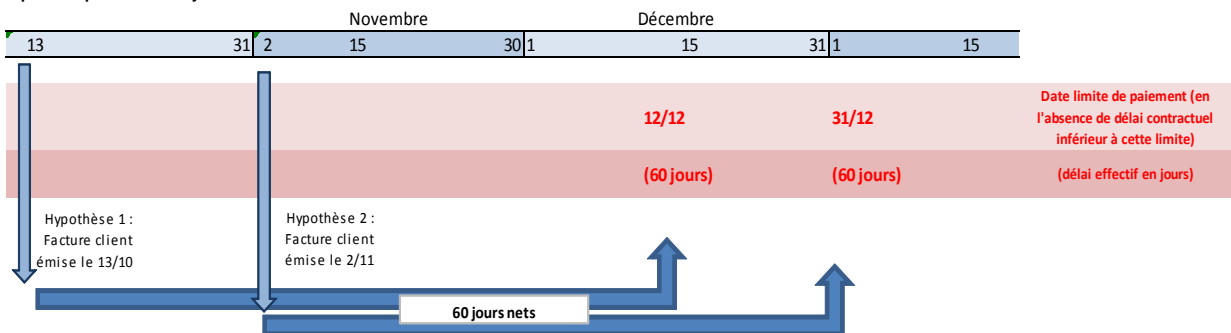 Novembre Décembre
13 31 2 15 30 1 15 31 1 15
12/12 31/12
Date limite de paiement (en
l'absence de délai contractuel
inférieur à cette limite)
(60 jours) (60 jours) (délai effectif en jours)
Hypothèse 1 :
Facture client
émise le 13/10
Hypothèse 2 :
Facture client
émise le 2/11
60 jours nets